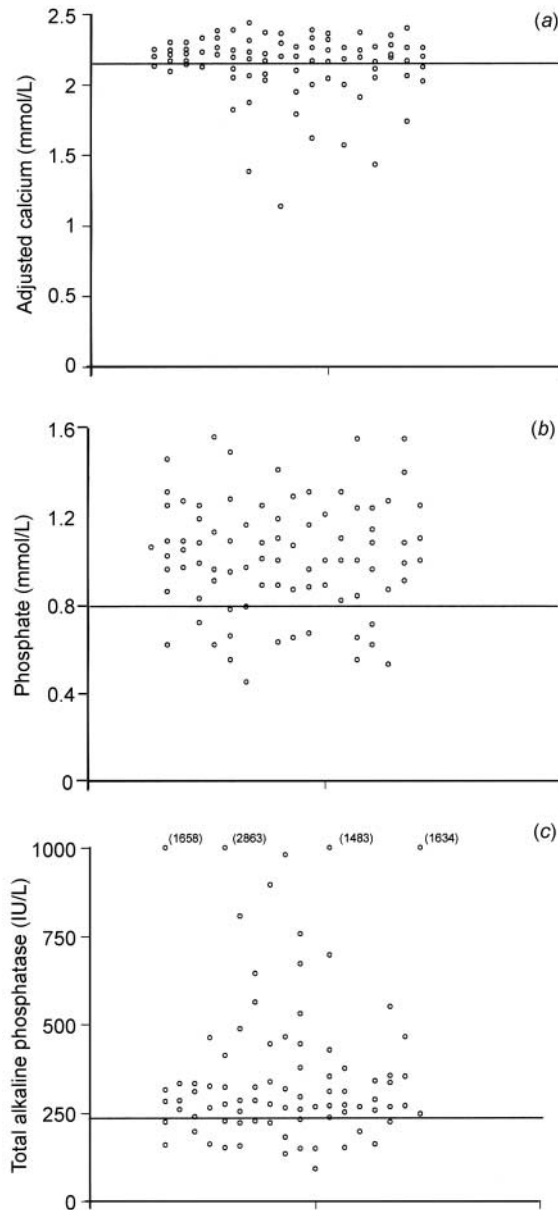 (a)
2.5
2
1.5
1
0.5
0
Adjusted calcium (mmol/L)
(b)
1.6
1.2
0.8
0.4
0
Phosphate (mmol/L)
(c)
(1658) (2863) (1483) (1634)
1000
750
500
250
0
Total alkaline phosphatase (IU/L)